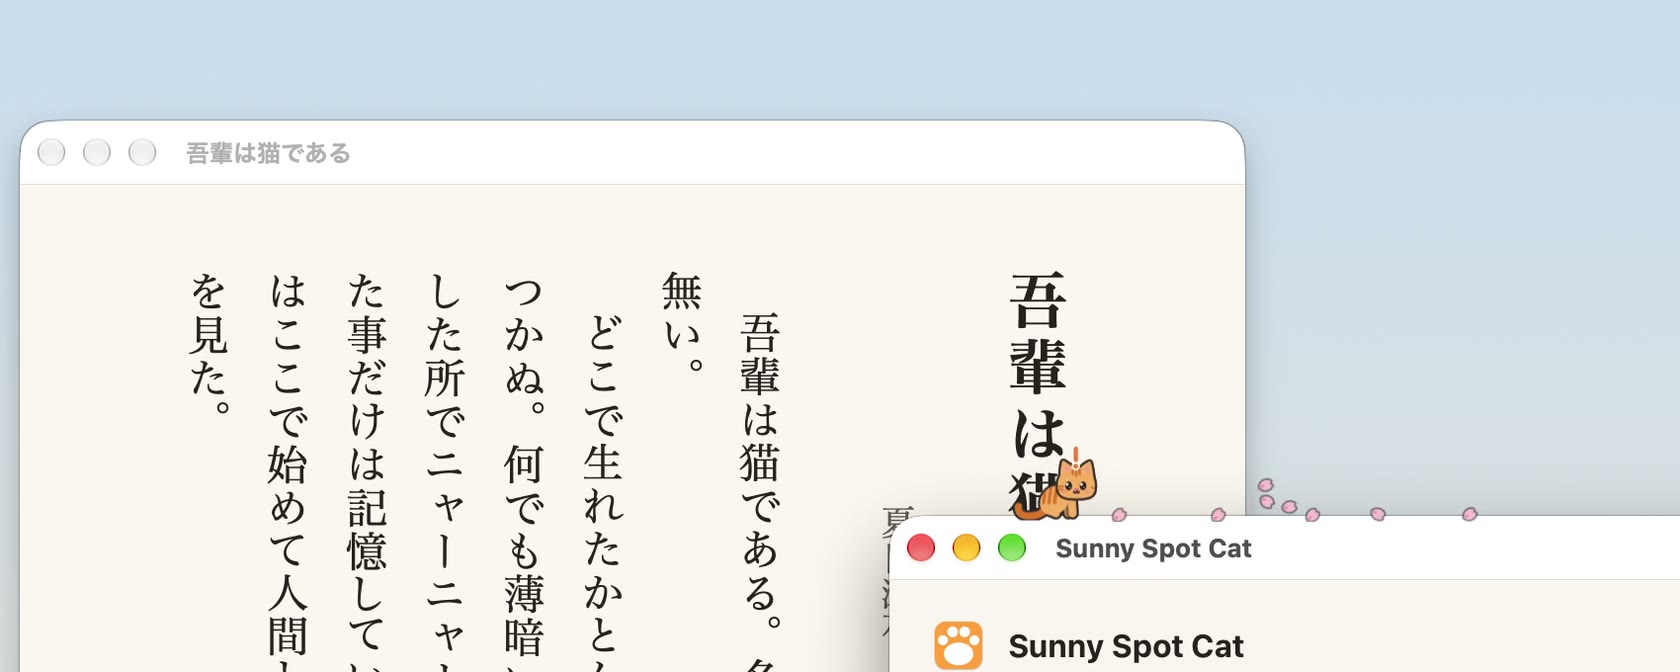 吾輩は猫である
吾輩は猫
夏
吾輩は猫である。
無い。
どこで生れたかと
つかぬ。何でも薄暗
した所でニャーニャ
た事だけは記憶して
はここで始めて人間
を見た。
Sunny Spot Cat
Sunny Spot Cat